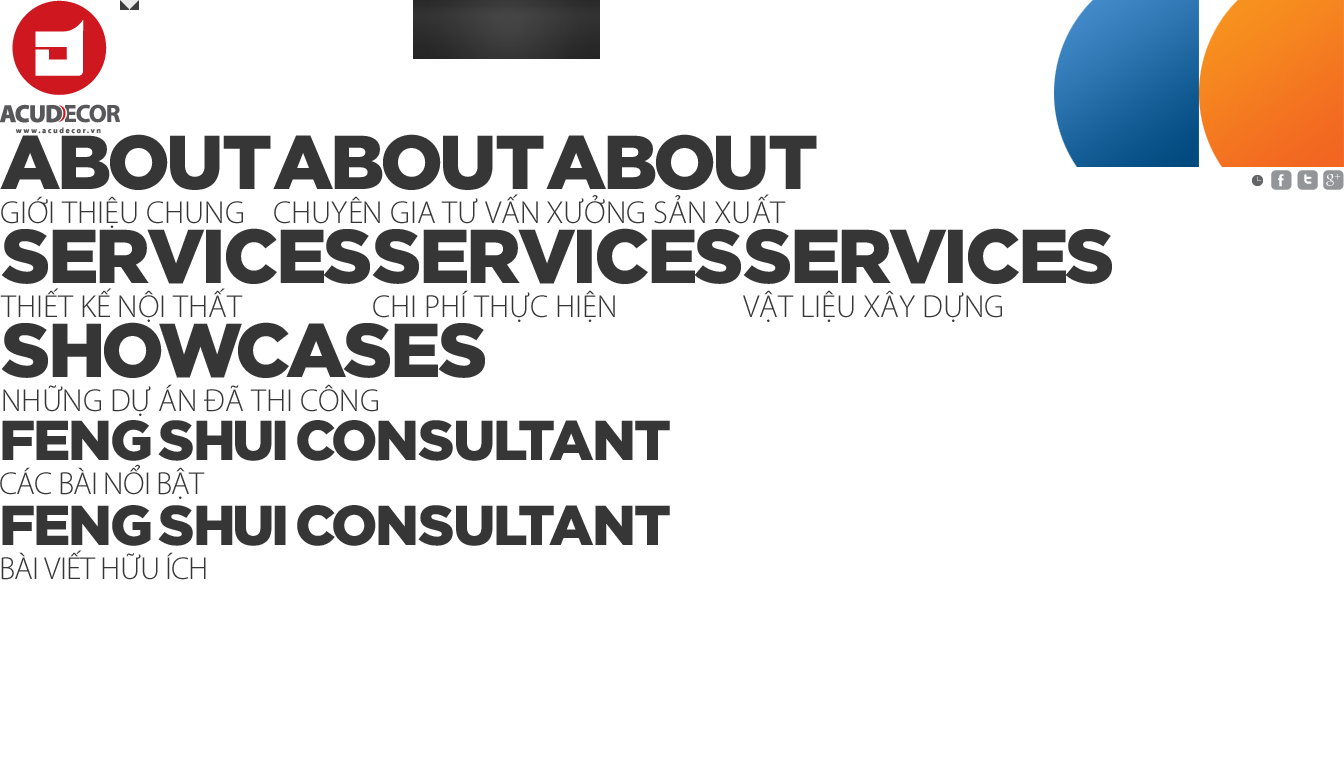 ACUDECOR
www.acudecor.vn
ABOUT ABOUT ABOUT
GIỚI THIỆU CHUNG CHUYÊN GIA TƯ VẤN XƯỞNG SẢN XUẤT
SERVICES SERVICES SERVICES
THIẾT KẾ NỘI THẤT CHI PHÍ THỰC HIỆN VẬT LIỆU XÂY DỰNG
SHOWCASES
NHỮNG DỰ ÁN ĐÃ THI CÔNG
FENG SHUI CONSULTANT
CÁC BÀI NỔI BẬT
FENG SHUI CONSULTANT
BÀI VIẾT HỮU ÍCH